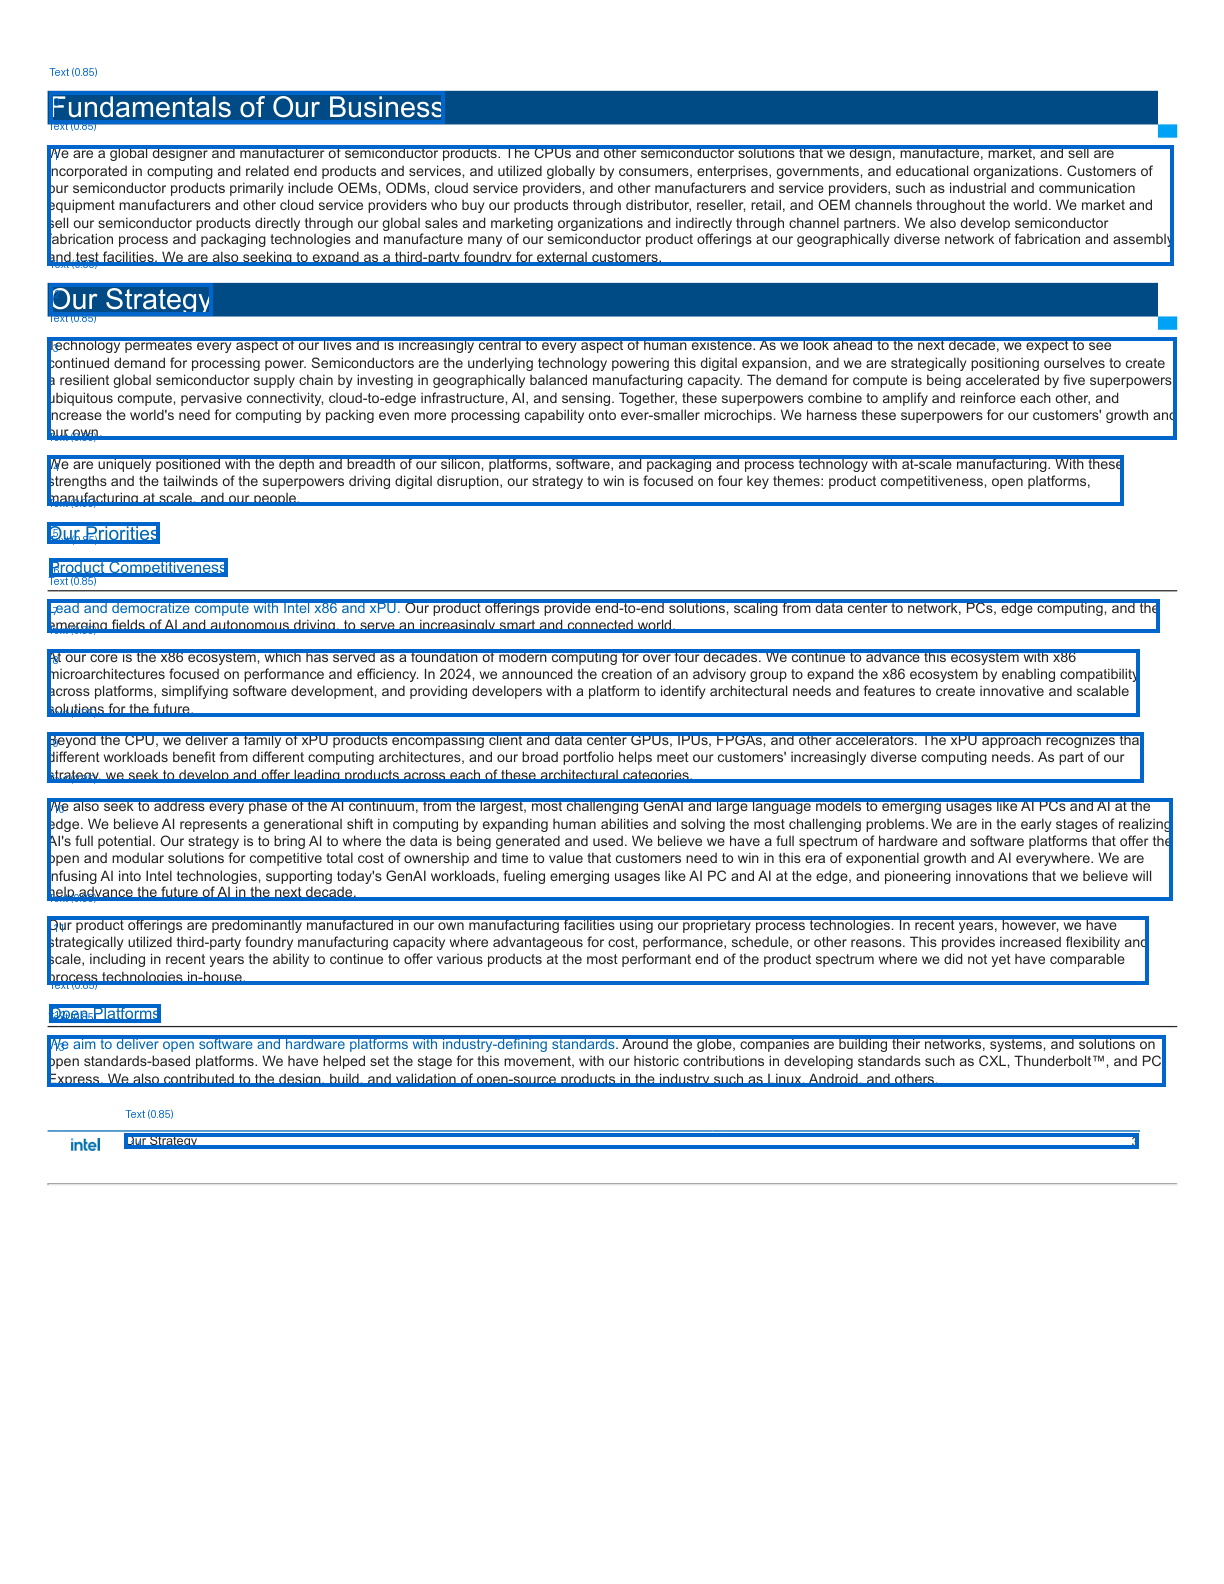 Text (0.85)
Fundamentals of Our Business
Text (0.85)
We are a global designer and manufacturer of semiconductor products. The CPUs and other semiconductor solutions that we design, manufacture, market, and sell are
incorporated in computing and related end products and services, and utilized globally by consumers, enterprises, governments, and educational organizations. Customers of
our semiconductor products primarily include OEMs, ODMs, cloud service providers, and other manufacturers and service providers, such as industrial and communication
equipment manufacturers and other cloud service providers who buy our products through distributor, reseller, retail, and OEM channels throughout the world. We market and
sell our semiconductor products directly through our global sales and marketing organizations and indirectly through channel partners. We also develop semiconductor
fabrication process and packaging technologies and manufacture many of our semiconductor product offerings at our geographically diverse network of fabrication and assembly
and test facilities. We are also seeking to expand as a third-party foundry for external customers.
Text (0.85)
Our Strategy
Text (0.85)
Technology permeates every aspect of our lives and is increasingly central to every aspect of human existence. As we look ahead to the next decade, we expect to see
continued demand for processing power. Semiconductors are the underlying technology powering this digital expansion, and we are strategically positioning ourselves to create
a resilient global semiconductor supply chain by investing in geographically balanced manufacturing capacity. The demand for compute is being accelerated by five superpowers
ubiquitous compute, pervasive connectivity, cloud-to-edge infrastructure, AI, and sensing. Together, these superpowers combine to amplify and reinforce each other, and
increase the world's need for computing by packing even more processing capability onto ever-smaller microchips. We harness these superpowers for our customers' growth and
our own.
Text (0.85)
We are uniquely positioned with the depth and breadth of our silicon, platforms, software, and packaging and process technology with at-scale manufacturing. With these
strengths and the tailwinds of the superpowers driving digital disruption, our strategy to win is focused on four key themes: product competitiveness, open platforms,
manufacturing at scale, and our people.
Text (0.85)
Our Priorities
Text (0.85)
Product Competitiveness
Text (0.85)
Lead and democratize compute with Intel x86 and xPU. Our product offerings provide end-to-end solutions, scaling from data center to network, PCs, edge computing, and the
emerging fields of AI and autonomous driving, to serve an increasingly smart and connected world.
Text (0.85)
At our core is the x86 ecosystem, which has served as a foundation of modern computing for over four decades. We continue to advance this ecosystem with x86
microarchitectures focused on performance and efficiency. In 2024, we announced the creation of an advisory group to expand the x86 ecosystem by enabling compatibility
across platforms, simplifying software development, and providing developers with a platform to identify architectural needs and features to create innovative and scalable
solutions for the future.
Text (0.85)
Beyond the CPU, we deliver a family of xPU products encompassing client and data center GPUs, IPUs, FPGAs, and other accelerators. The xPU approach recognizes that
different workloads benefit from different computing architectures, and our broad portfolio helps meet our customers' increasingly diverse computing needs. As part of our
strategy, we seek to develop and offer leading products across each of these architectural categories.
Text (0.85)
We also seek to address every phase of the AI continuum, from the largest, most challenging GenAI and large language models to emerging usages like AI PCs and AI at the
edge. We believe AI represents a generational shift in computing by expanding human abilities and solving the most challenging problems. We are in the early stages of realizing
AI's full potential. Our strategy is to bring AI to where the data is being generated and used. We believe we have a full spectrum of hardware and software platforms that offer the
open and modular solutions for competitive total cost of ownership and time to value that customers need to win in this era of exponential growth and AI everywhere. We are
infusing AI into Intel technologies, supporting today's GenAI workloads, fueling emerging usages like AI PC and AI at the edge, and pioneering innovations that we believe will
help advance the future of AI in the next decade.
Text (0.85)
Our product offerings are predominantly manufactured in our own manufacturing facilities using our proprietary process technologies. In recent years, however, we have
strategically utilized third-party foundry manufacturing capacity where advantageous for cost, performance, schedule, or other reasons. This provides increased flexibility and
scale, including in recent years the ability to continue to offer various products at the most performant end of the product spectrum where we did not yet have comparable
process technologies in-house.
Text (0.85)
Open Platforms
Text (0.85)
We aim to deliver open software and hardware platforms with industry-defining standards. Around the globe, companies are building their networks, systems, and solutions on
open standards-based platforms. We have helped set the stage for this movement, with our historic contributions in developing standards such as CXL, Thunderbolt™, and PC
Express. We also contributed to the design, build, and validation of open-source products in the industry such as Linux, Android, and others.
Text (0.85)
intel
Our Strategy